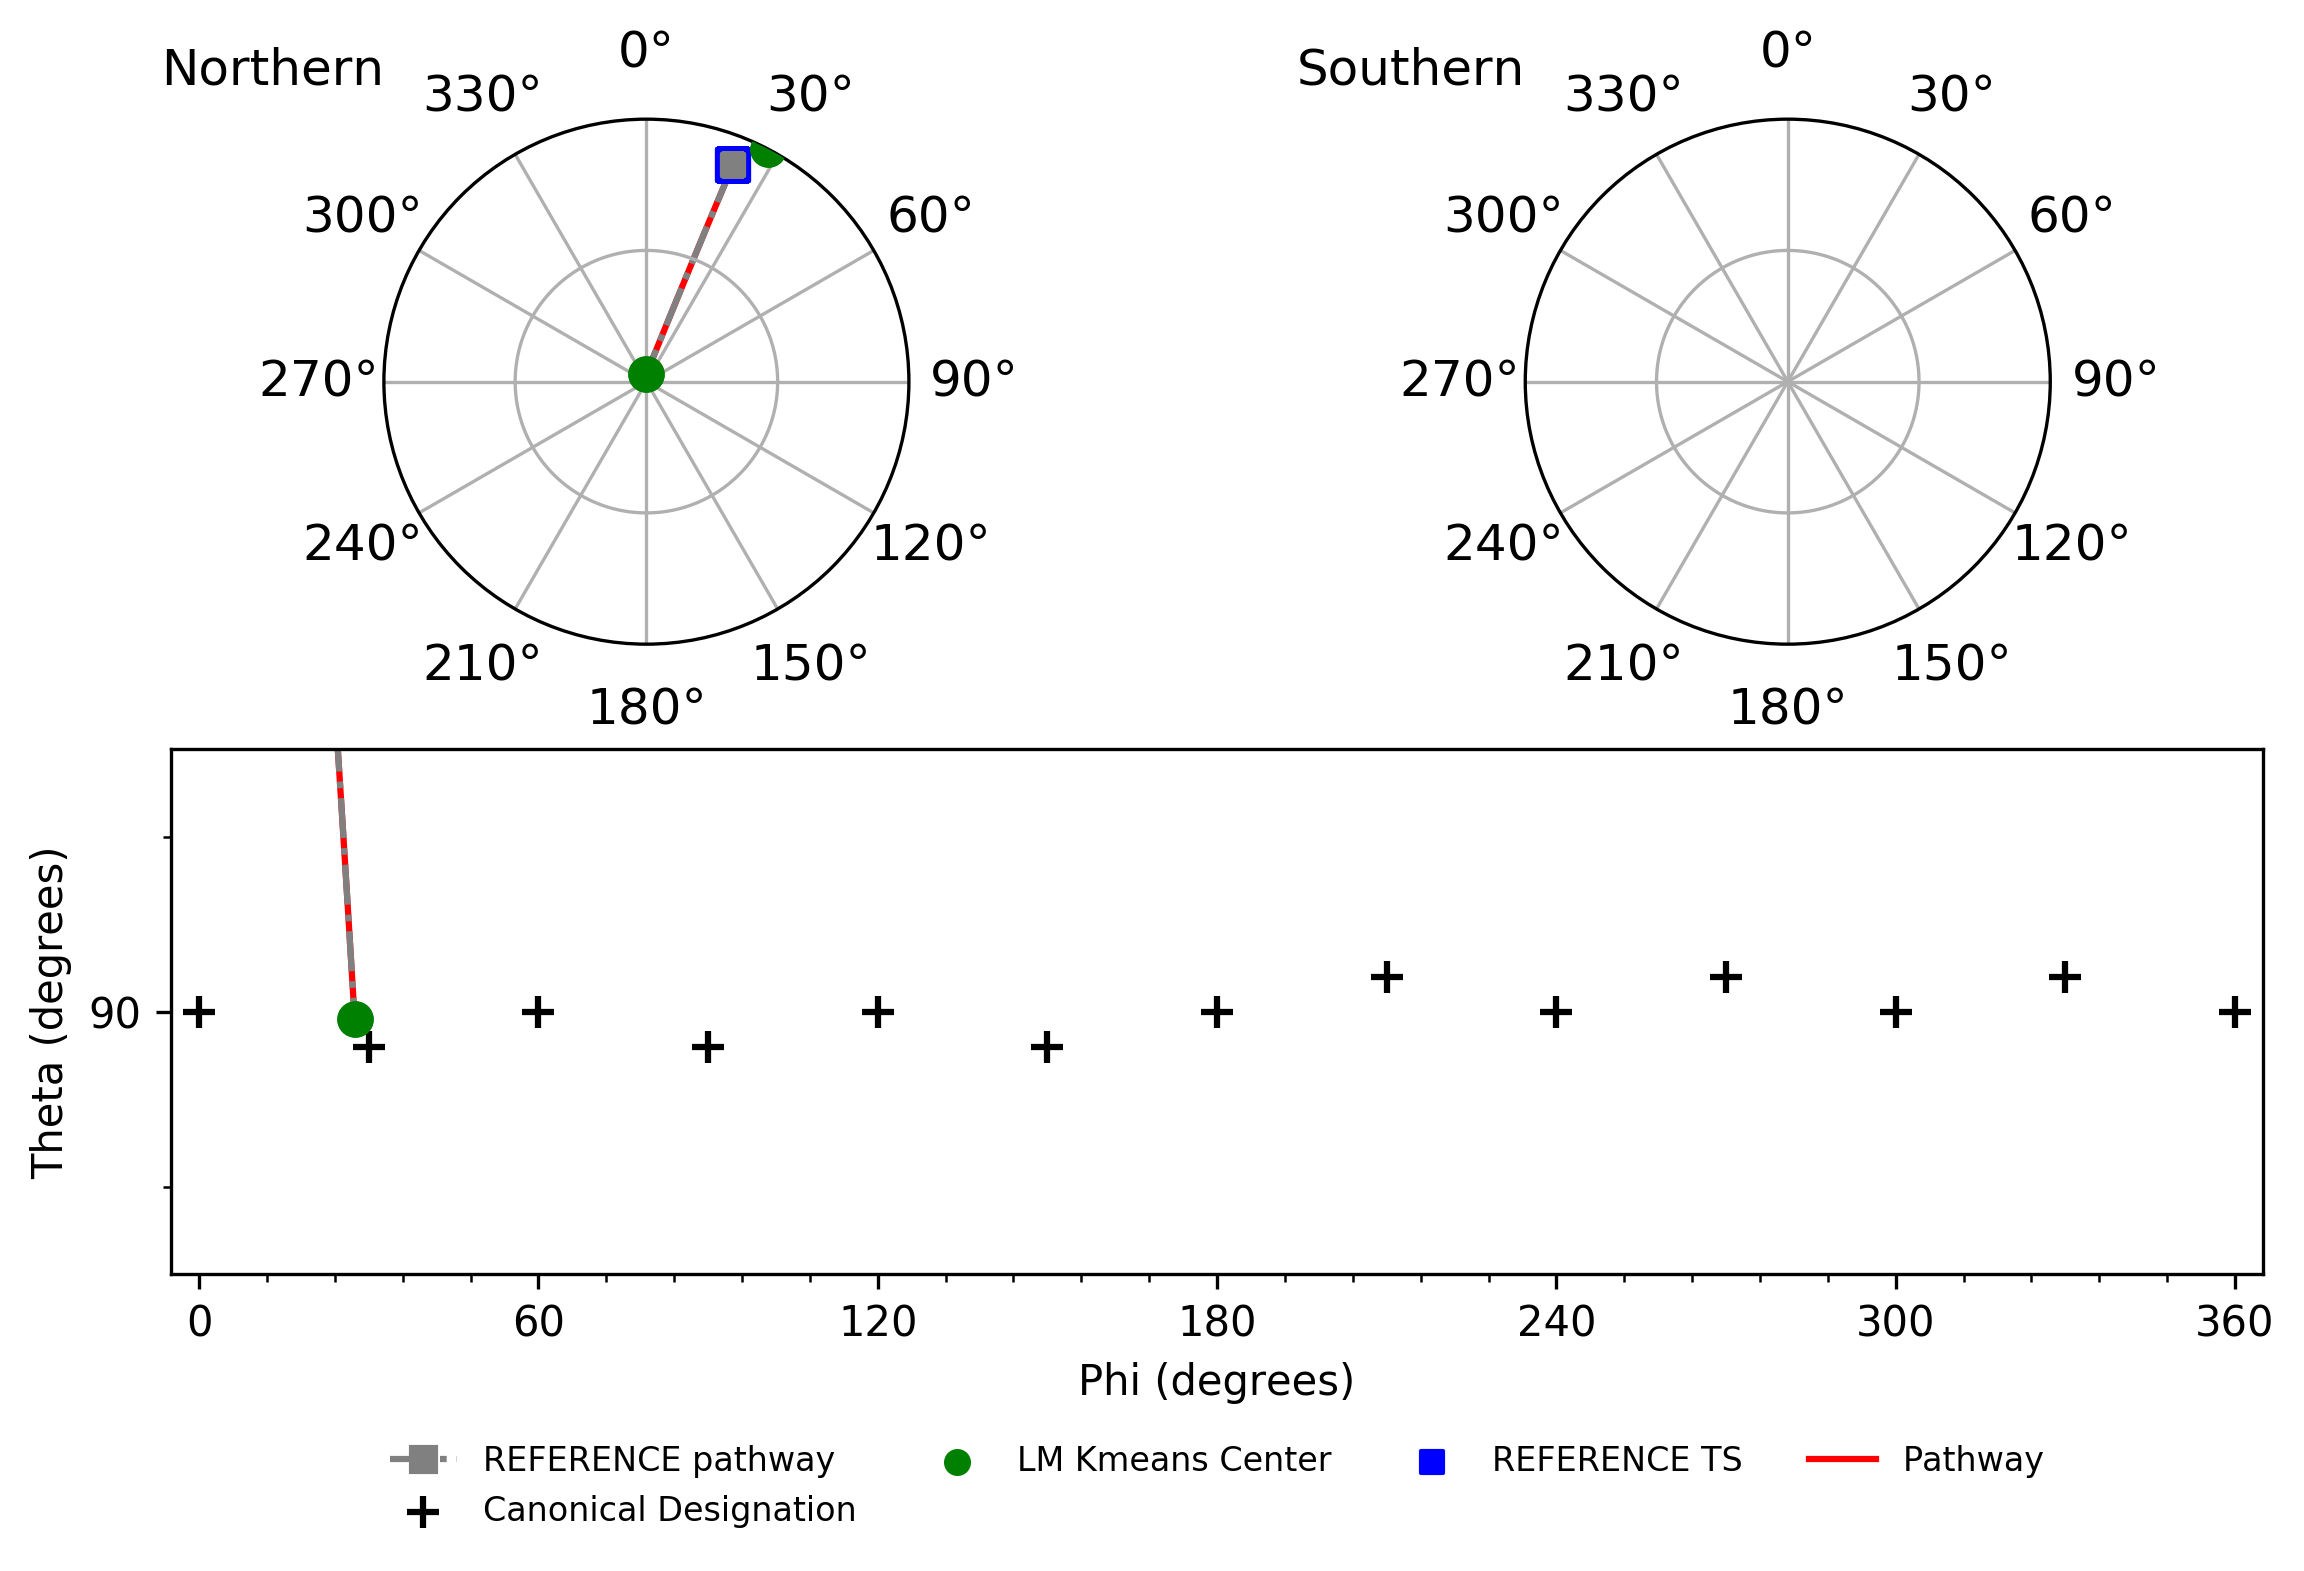 Northern
0°
30°
60°
90°
120°
150°
180°
210°
240°
270°
300°
330°
Southern
0°
30°
60°
90°
120°
150°
180°
210°
240°
270°
300°
330°
Theta (degrees)
90
0 60 120 180 240 300 360
Phi (degrees)
REFERENCE pathway
Canonical Designation
LM Kmeans Center
REFERENCE TS
Pathway